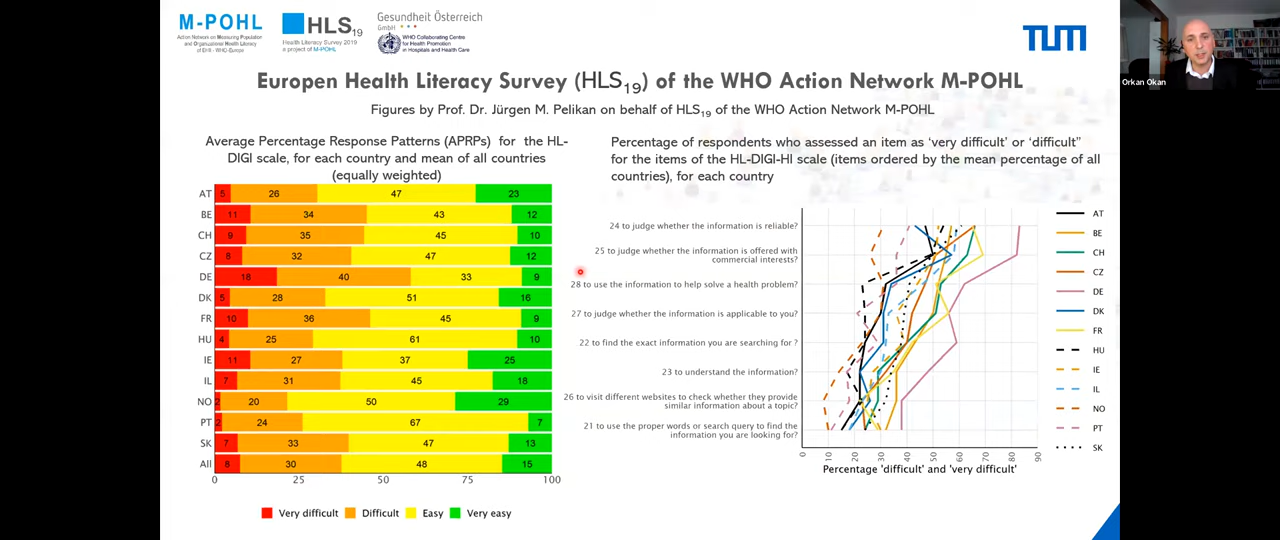 M-POHL
Action Network on Measuring Population
and Organizational Health Literacy
of EHII - WHO-Europe
HLS19
Health Literacy Survey 2019
a project of M-POHL
Gesundheit Österreich
GmbH
WHO Collaborating Centre
for Health Promotion
in Hospitals and Health Care
TUM
Orkan Okan
Europen Health Literacy Survey (HLS19) of the WHO Action Network M-POHL
Figures by Prof. Dr. Jürgen M. Pelikan on behalf of HLS19 of the WHO Action Network M-POHL
Average Percentage Response Patterns (APRPs) for the HL-
DIGI scale, for each country and mean of all countries
(equally weighted)
AT 5 26 47 23
BE 11 34 43 12
CH 9 35 45 10
CZ 8 32 47 12
DE 18 40 33 9
DK 5 28 51 16
FR 10 36 45 9
HU 4 25 61 10
IE 11 27 37 25
IL 7 31 45 18
NO 2 20 50 29
PT 2 24 67 7
SK 7 33 47 13
All 8 30 48 15
0 25 50 75 100
Very difficult Difficult Easy Very easy
Percentage of respondents who assessed an item as ‘very difficult’ or ‘difficult”
for the items of the HL-DIGI-HI scale (items ordered by the mean percentage of all
countries), for each country
24 to judge whether the information is reliable?
25 to judge whether the information is offered with
commercial interests?
28 to use the information to help solve a health problem?
27 to judge whether the information is applicable to you?
22 to find the exact information you are searching for ?
23 to understand the information?
26 to visit different websites to check whether they provide
similar information about a topic?
21 to use the proper words or search query to find the
information you are looking for?
0 10 20 30 40 50 60 70 80 90
Percentage 'difficult' and 'very difficult'
AT
BE
CH
CZ
DE
DK
FR
HU
IE
IL
NO
PT
SK